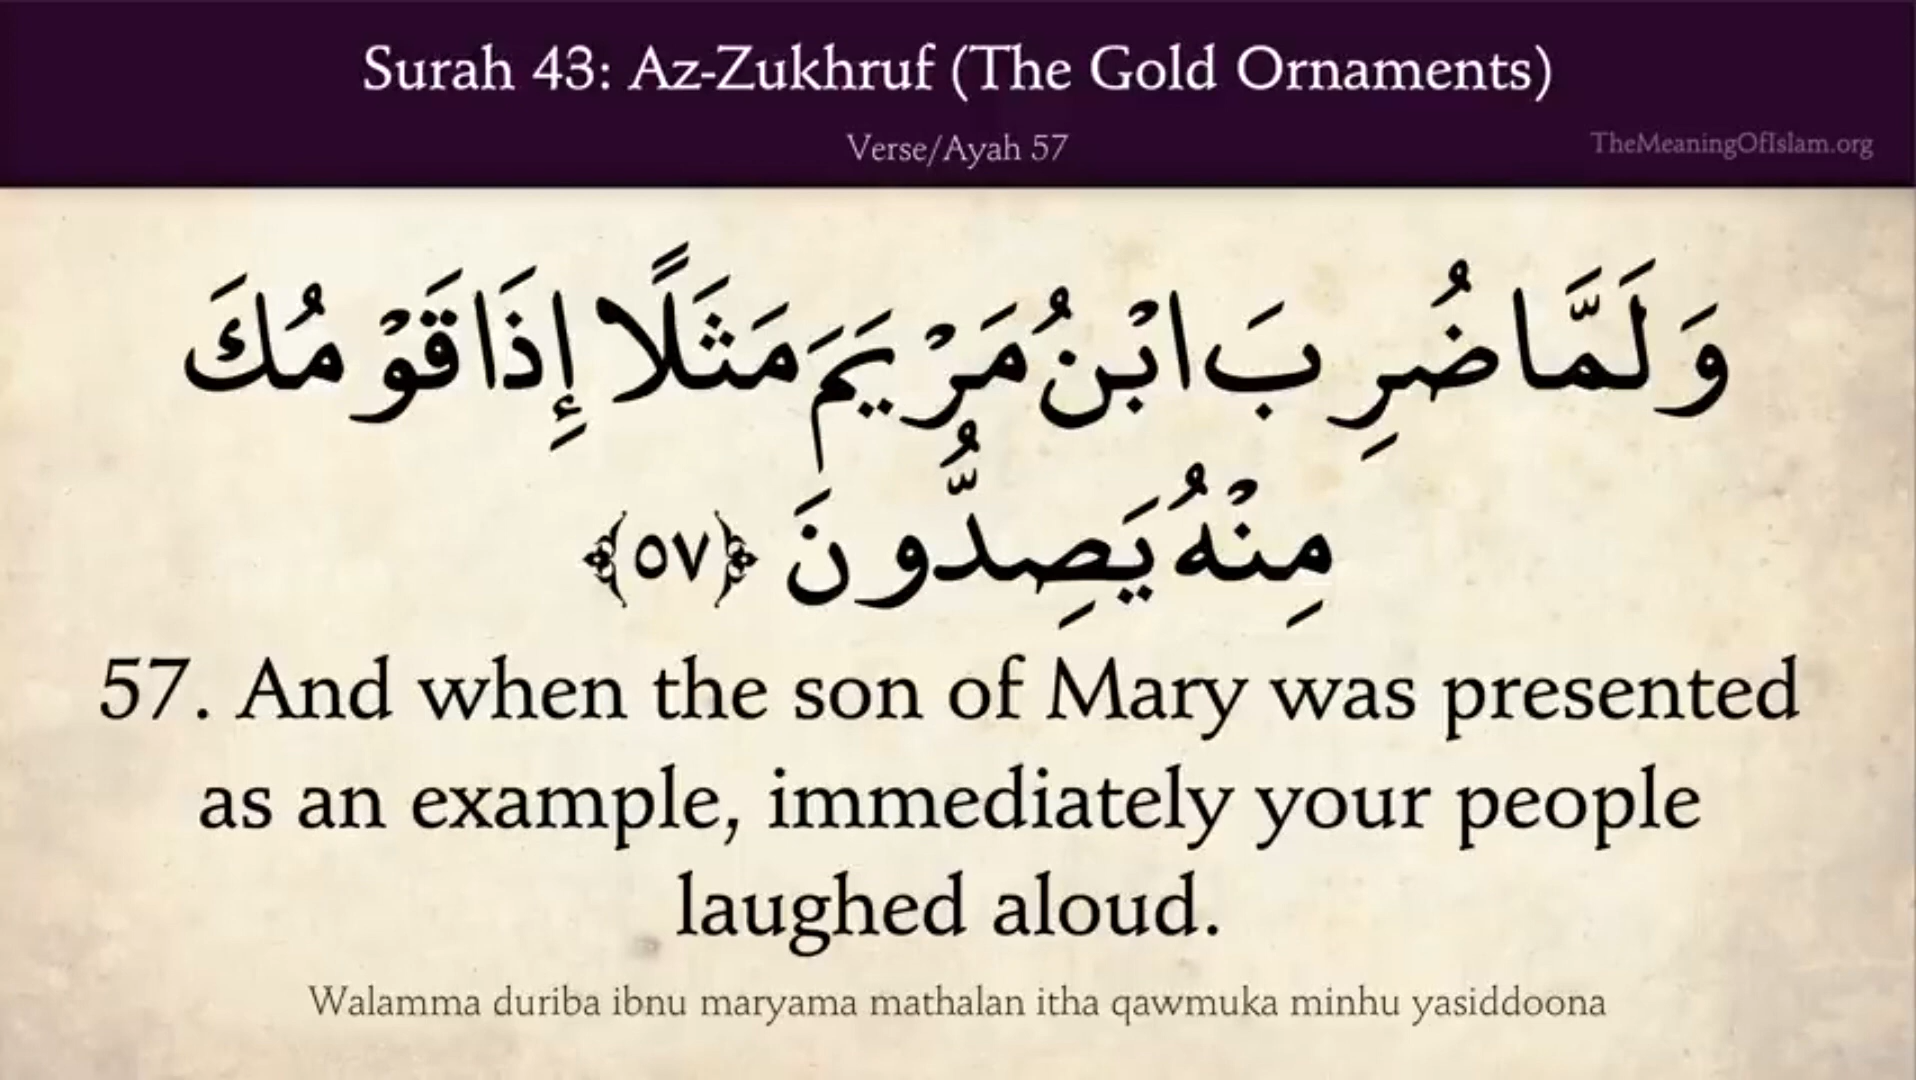 Surah 43: Az-Zukhruf (The Gold Ornaments)
Verse/Ayah 57
TheMeaningOfIslam.org
وَلَمَّا ضُرِبَ ابْنُ مَرْيَمَ مَثَلًا إِذَا قَوْمُكَ
مِنْهُ يَصِدُّونَ ﴿٥٧﴾
57. And when the son of Mary was presented
as an example, immediately your people
laughed aloud.
Walamma duriba ibnu maryama mathalan itha qawmuka minhu yasiddoona